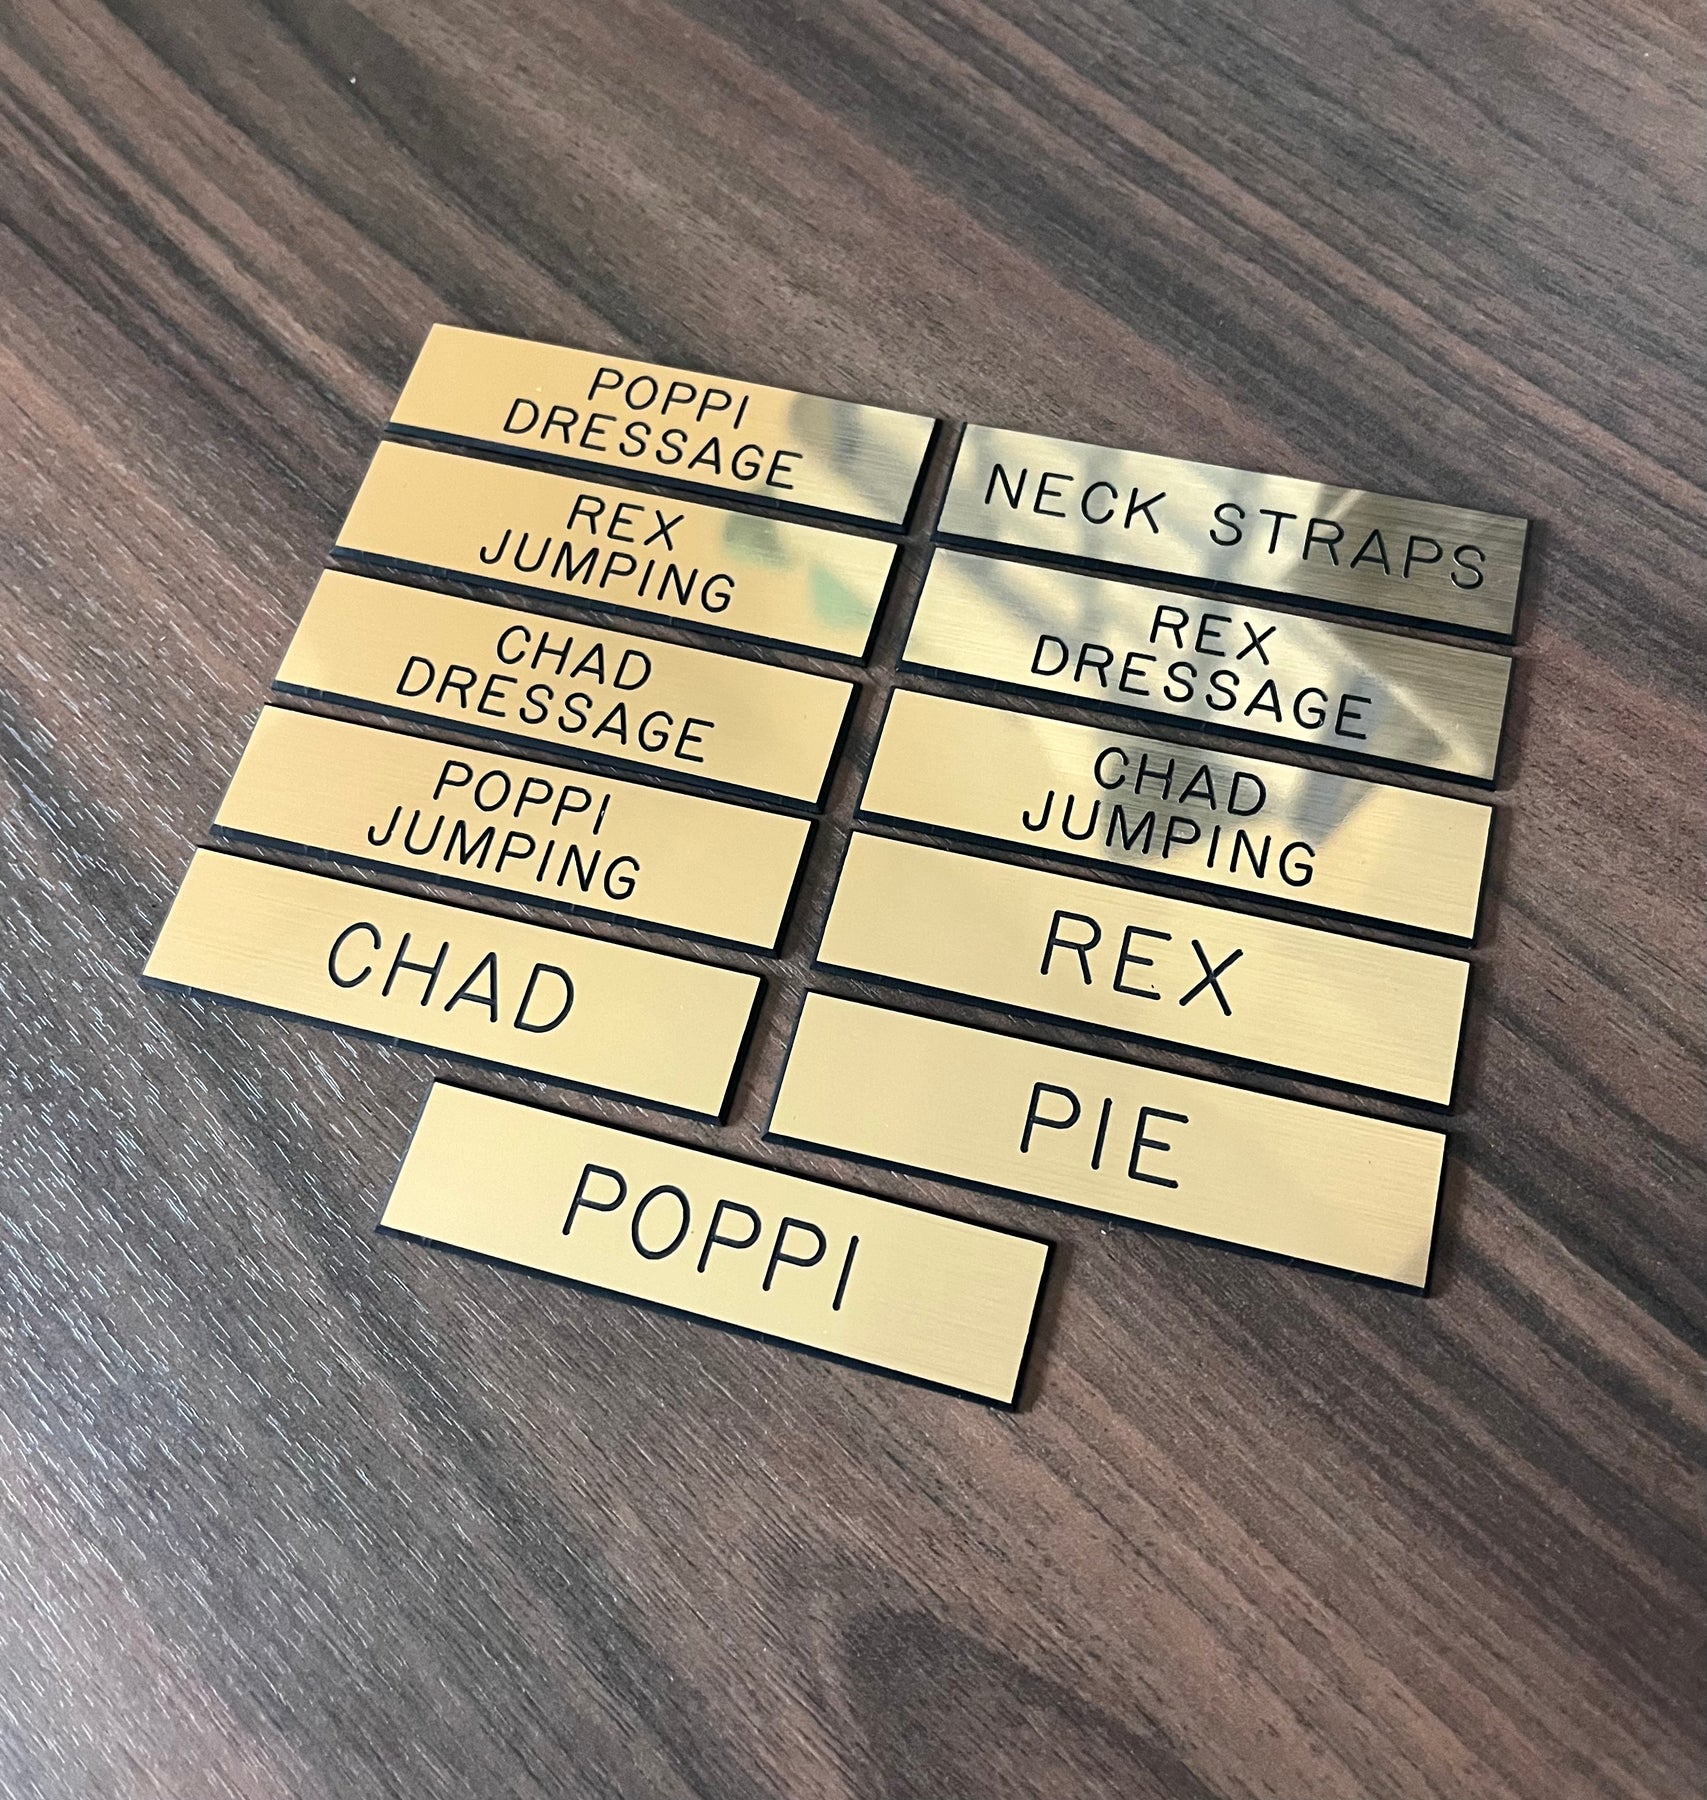 POPPI
DRESSAGE
REX
JUMPING
CHAD
DRESSAGE
POPPI
JUMPING
CHAD
NECK STRAPS
REX
DRESSAGE
CHAD
JUMPING
REX
PIE
POPPI